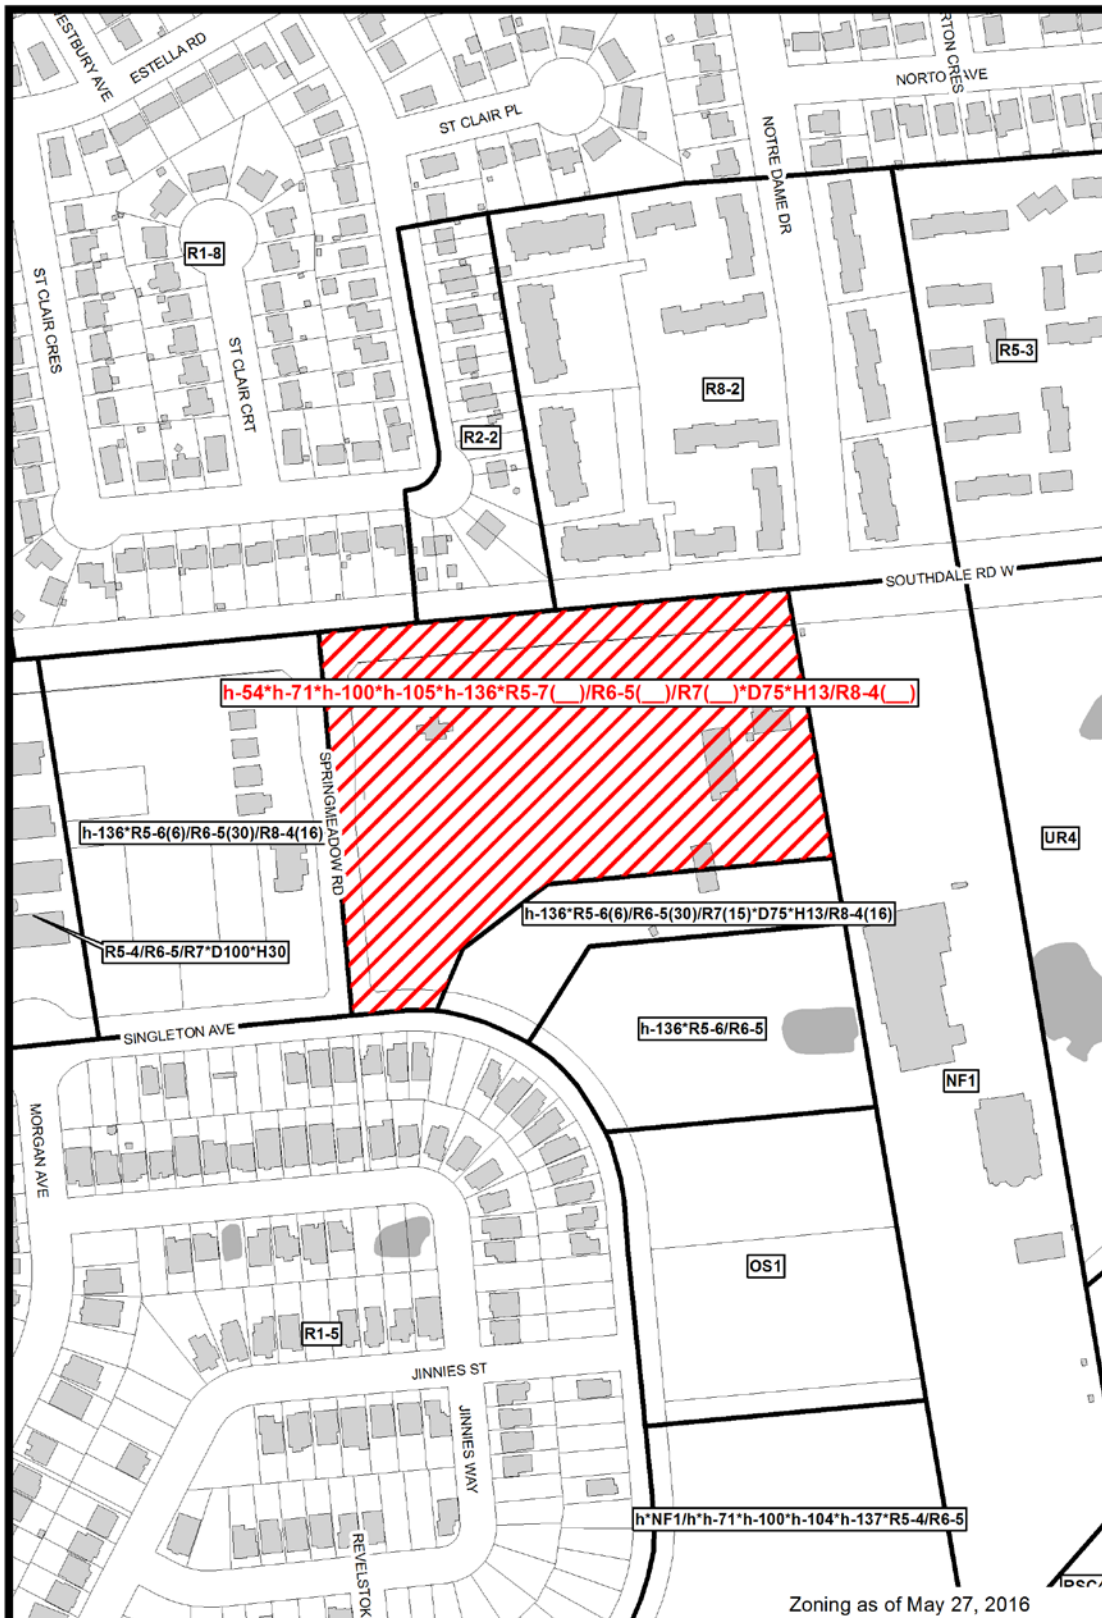 ESTELLA RD
NORTO
AVE
ST CLAIR PL
NOTRE DAME DR
R1-8
ST CLAIR CRES
ST CLAIR CRT
R5-3
R8-2
R2-2
SOUTHDALE RD W
h-54*h-71*h-100*h-105*h-136*R5-7(__)/R6-5(__)/R7(__)*D75*H13/R8-4(__)
SPRINGMEADOW RD
h-136*R5-6(6)/R6-5(30)/R8-4(16)
UR4
h-136*R5-6(6)/R6-5(30)/R7(15)*D75*H13/R8-4(16)
R5-4/R6-5/R7*D100*H30
SINGLETON AVE
h-136*R5-6/R6-5
NF1
MORGAN AVE
OS1
R1-5
JINNIES ST
JINNIES WAY
h*NF1/h*h-71*h-100*h-104*h-137*R5-4/R6-5
REVELSTOK
Zoning as of May 27, 2016